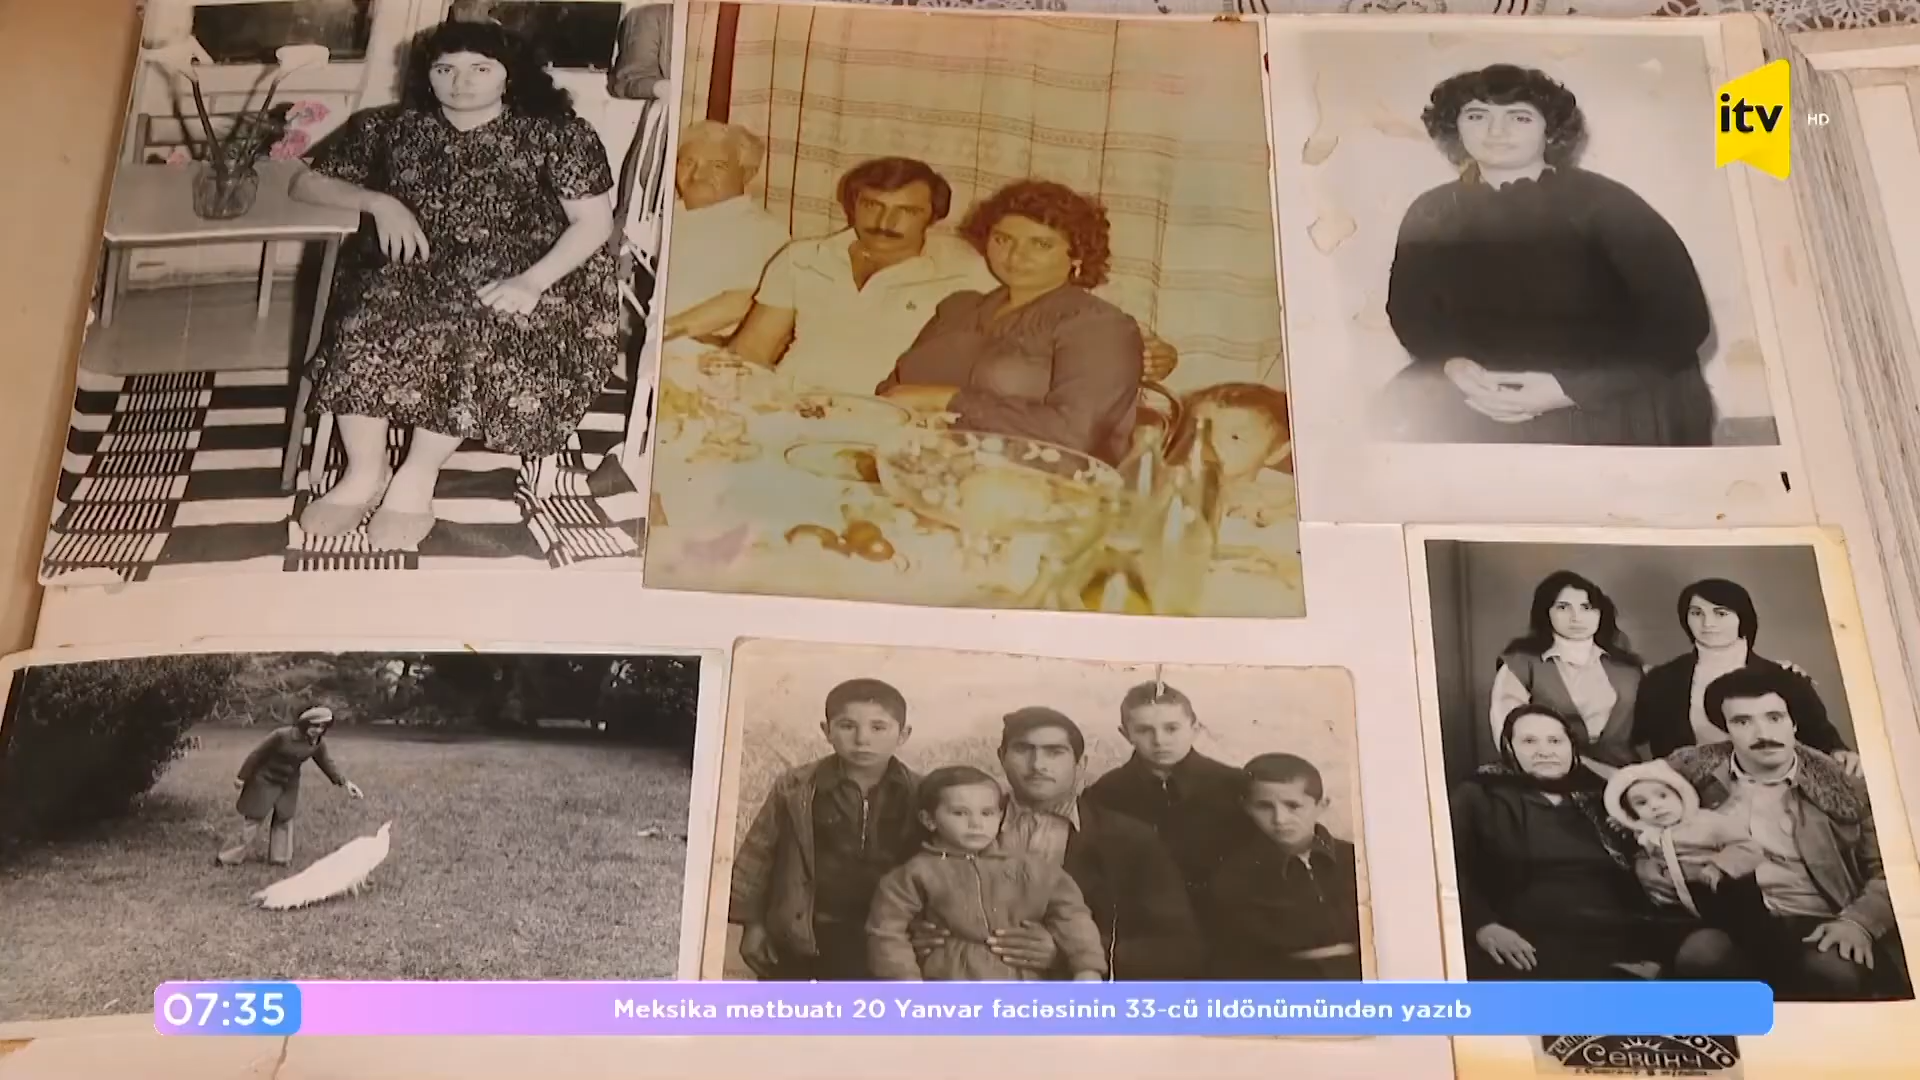 itv
HD
07:35
Meksika mətbuatı 20 Yanvar faciəsinin 33-cü ildönümündən yazıb
Севинч